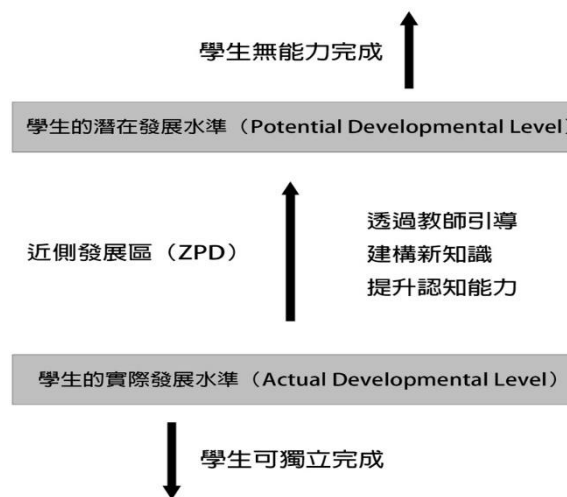 學生無能力完成
學生的潛在發展水準（Potential Developmental Level）
近側發展區（ZPD）
透過教師引導
建構新知識
提升認知能力
學生的實際發展水準（Actual Developmental Level）
學生可獨立完成